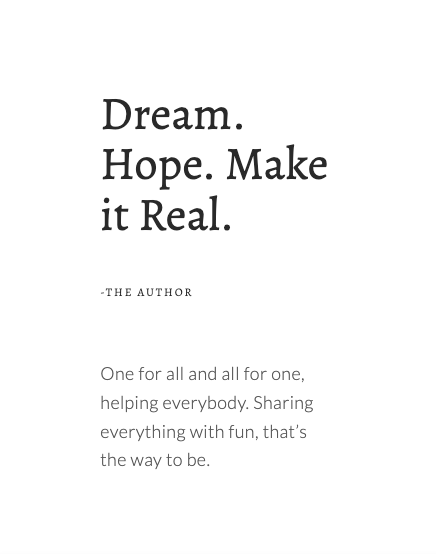 Dream.
Hope. Make
it Real.
-THE AUTHOR
One for all and all for one,
helping everybody. Sharing
everything with fun, that’s
the way to be.